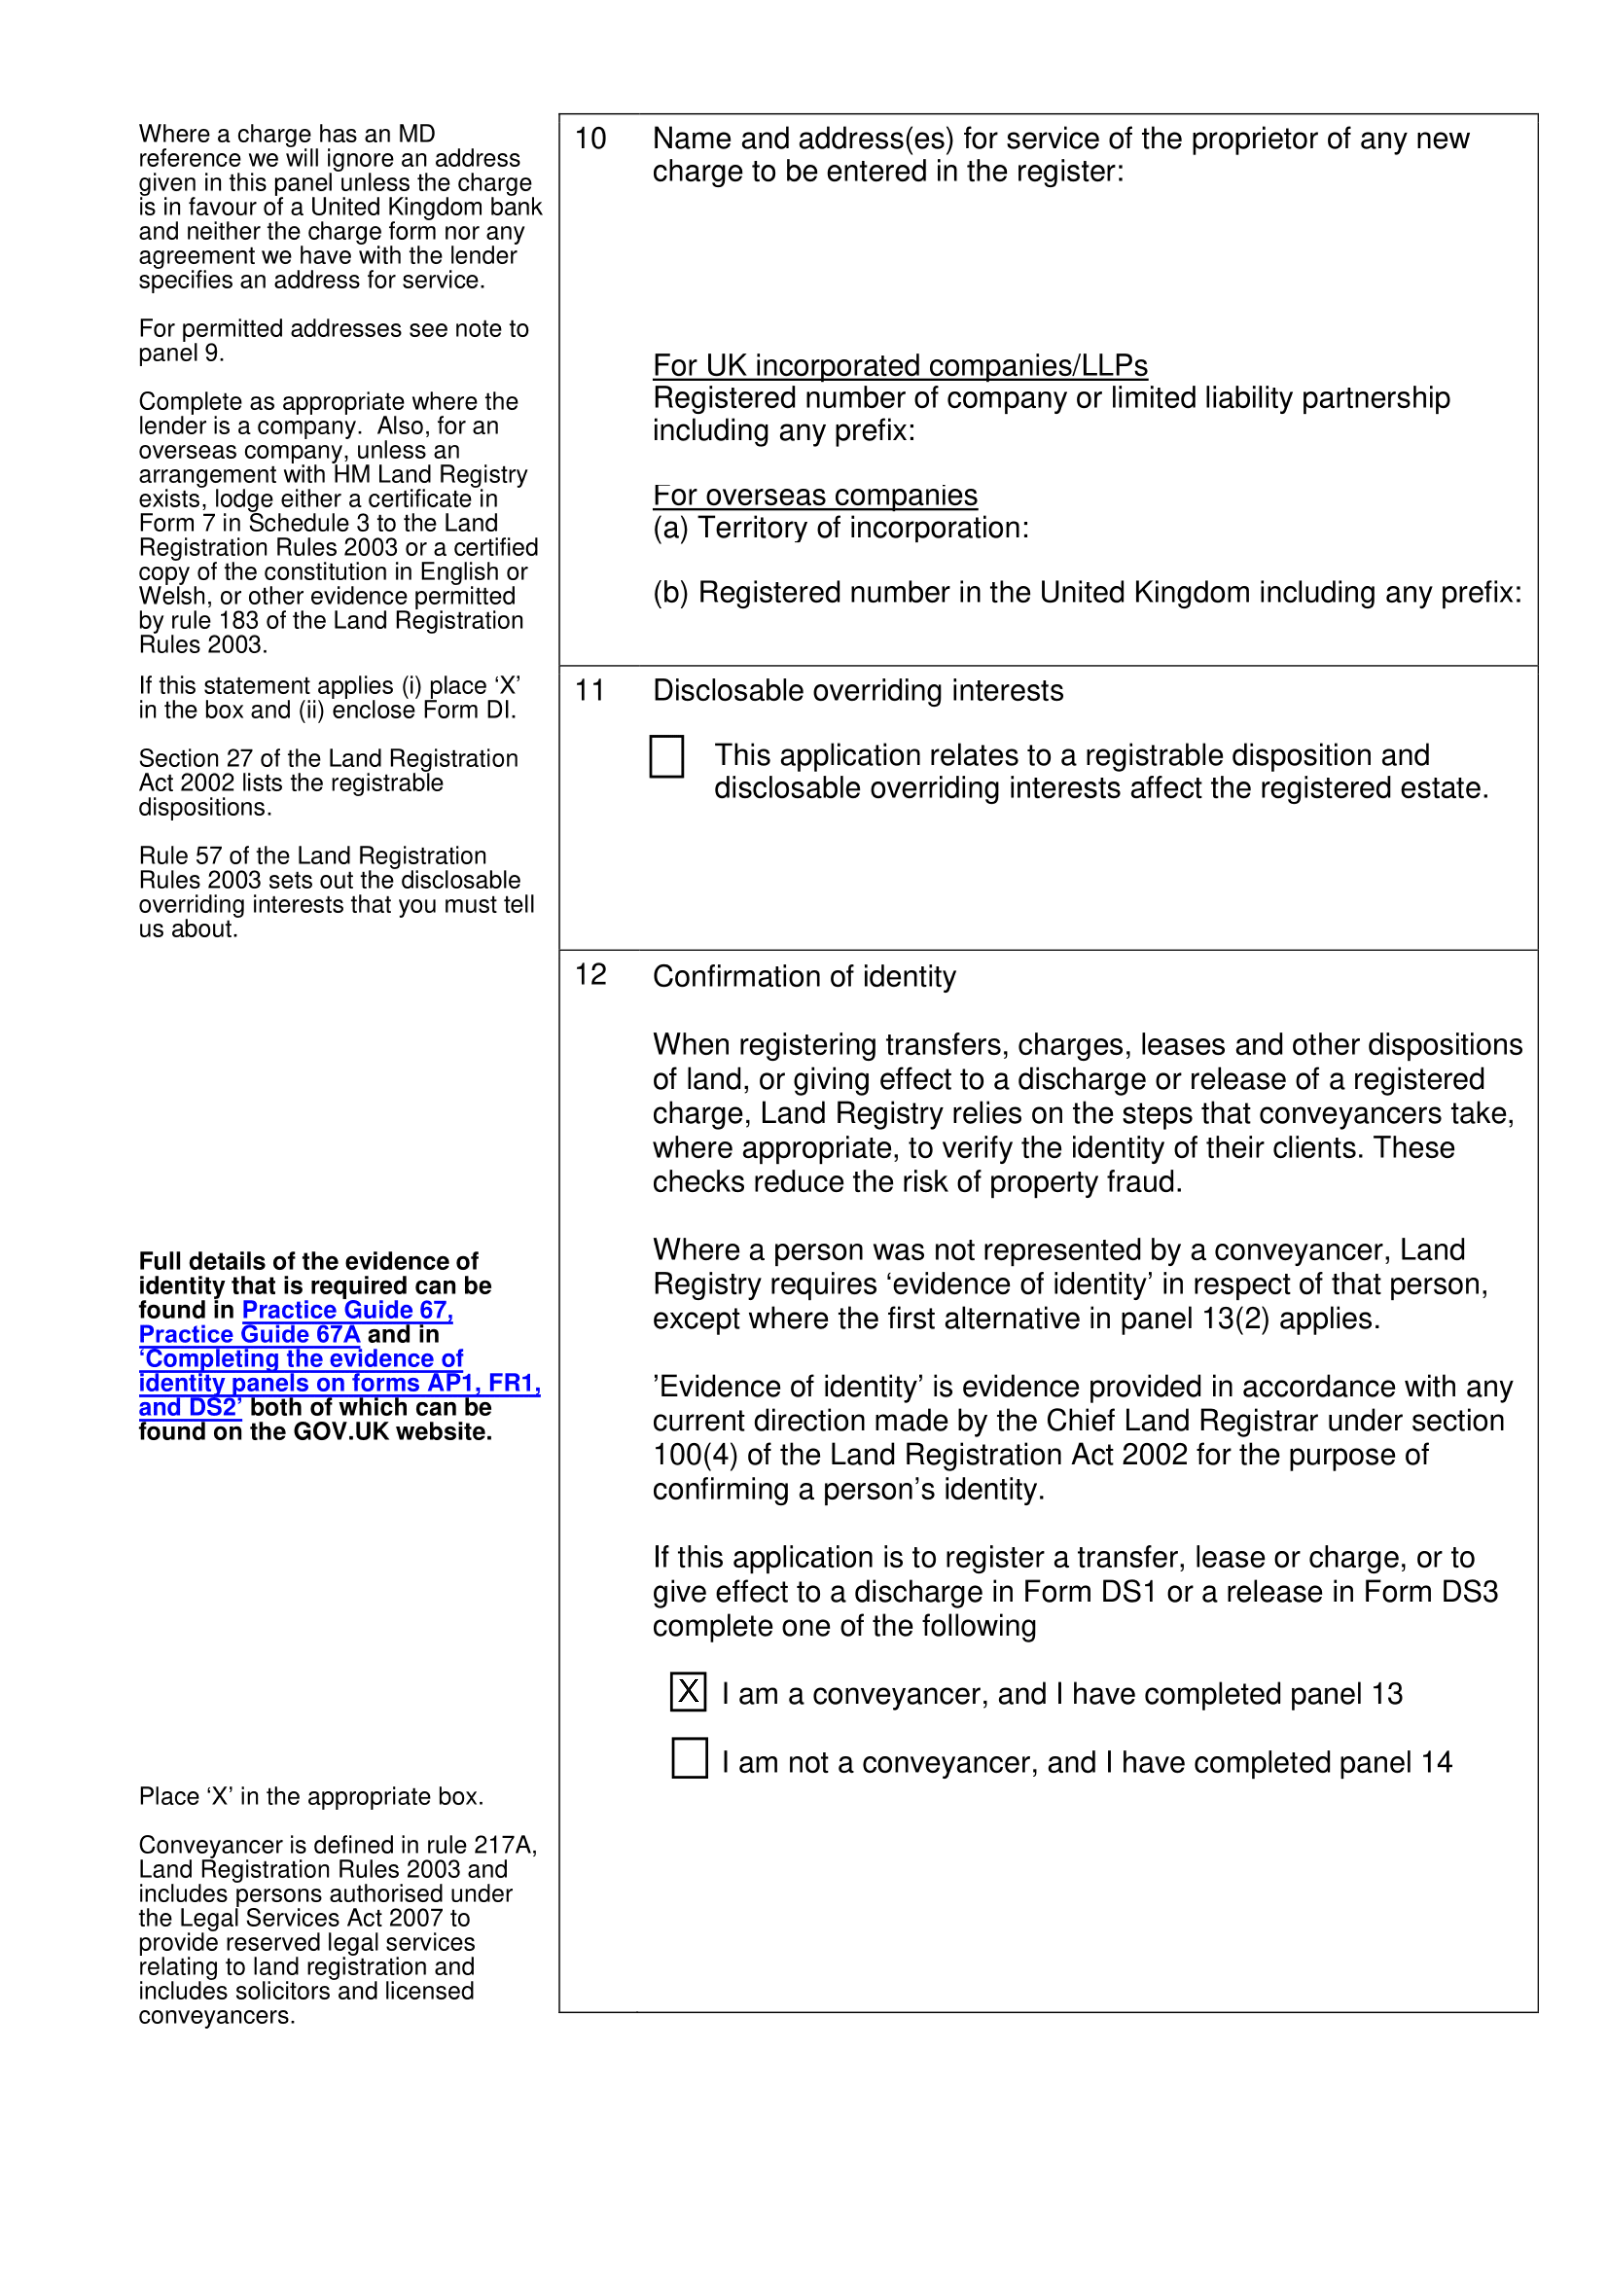 Where a charge has an MD
reference we will ignore an address
given in this panel unless the charge
is in favour of a United Kingdom bank
and neither the charge form nor any
agreement we have with the lender
specifies an address for service.
For permitted addresses see note to
panel 9.
Complete as appropriate where the
lender is a company.  Also, for an
overseas company, unless an
arrangement with HM Land Registry
exists, lodge either a certificate in
Form 7 in Schedule 3 to the Land
Registration Rules 2003 or a certified
copy of the constitution in English or
Welsh, or other evidence permitted
by rule 183 of the Land Registration
Rules 2003.
10 Name and address(es) for service of the proprietor of any new
charge to be entered in the register:
For UK incorporated companies/LLPs
Registered number of company or limited liability partnership
including any prefix:
For overseas companies
(a) Territory of incorporation:
(b) Registered number in the United Kingdom including any prefix:
If this statement applies (i) place ‘X’
in the box and (ii) enclose Form DI.
Section 27 of the Land Registration
Act 2002 lists the registrable
dispositions.
Rule 57 of the Land Registration
Rules 2003 sets out the disclosable
overriding interests that you must tell
us about.
11 Disclosable overriding interests
This application relates to a registrable disposition and
disclosable overriding interests affect the registered estate.
Full details of the evidence of
identity that is required can be
found in Practice Guide 67,
Practice Guide 67A and in
‘Completing the evidence of
identity panels on forms AP1, FR1,
and DS2’ both of which can be
found on the GOV.UK website.
Place ‘X’ in the appropriate box.
Conveyancer is defined in rule 217A,
Land Registration Rules 2003 and
includes persons authorised under
the Legal Services Act 2007 to
provide reserved legal services
relating to land registration and
includes solicitors and licensed
conveyancers.
12 Confirmation of identity
When registering transfers, charges, leases and other dispositions
of land, or giving effect to a discharge or release of a registered
charge, Land Registry relies on the steps that conveyancers take,
where appropriate, to verify the identity of their clients. These
checks reduce the risk of property fraud.
Where a person was not represented by a conveyancer, Land
Registry requires ‘evidence of identity’ in respect of that person,
except where the first alternative in panel 13(2) applies.
’Evidence of identity’ is evidence provided in accordance with any
current direction made by the Chief Land Registrar under section
100(4) of the Land Registration Act 2002 for the purpose of
confirming a person’s identity.
If this application is to register a transfer, lease or charge, or to
give effect to a discharge in Form DS1 or a release in Form DS3
complete one of the following
X I am a conveyancer, and I have completed panel 13
I am not a conveyancer, and I have completed panel 14